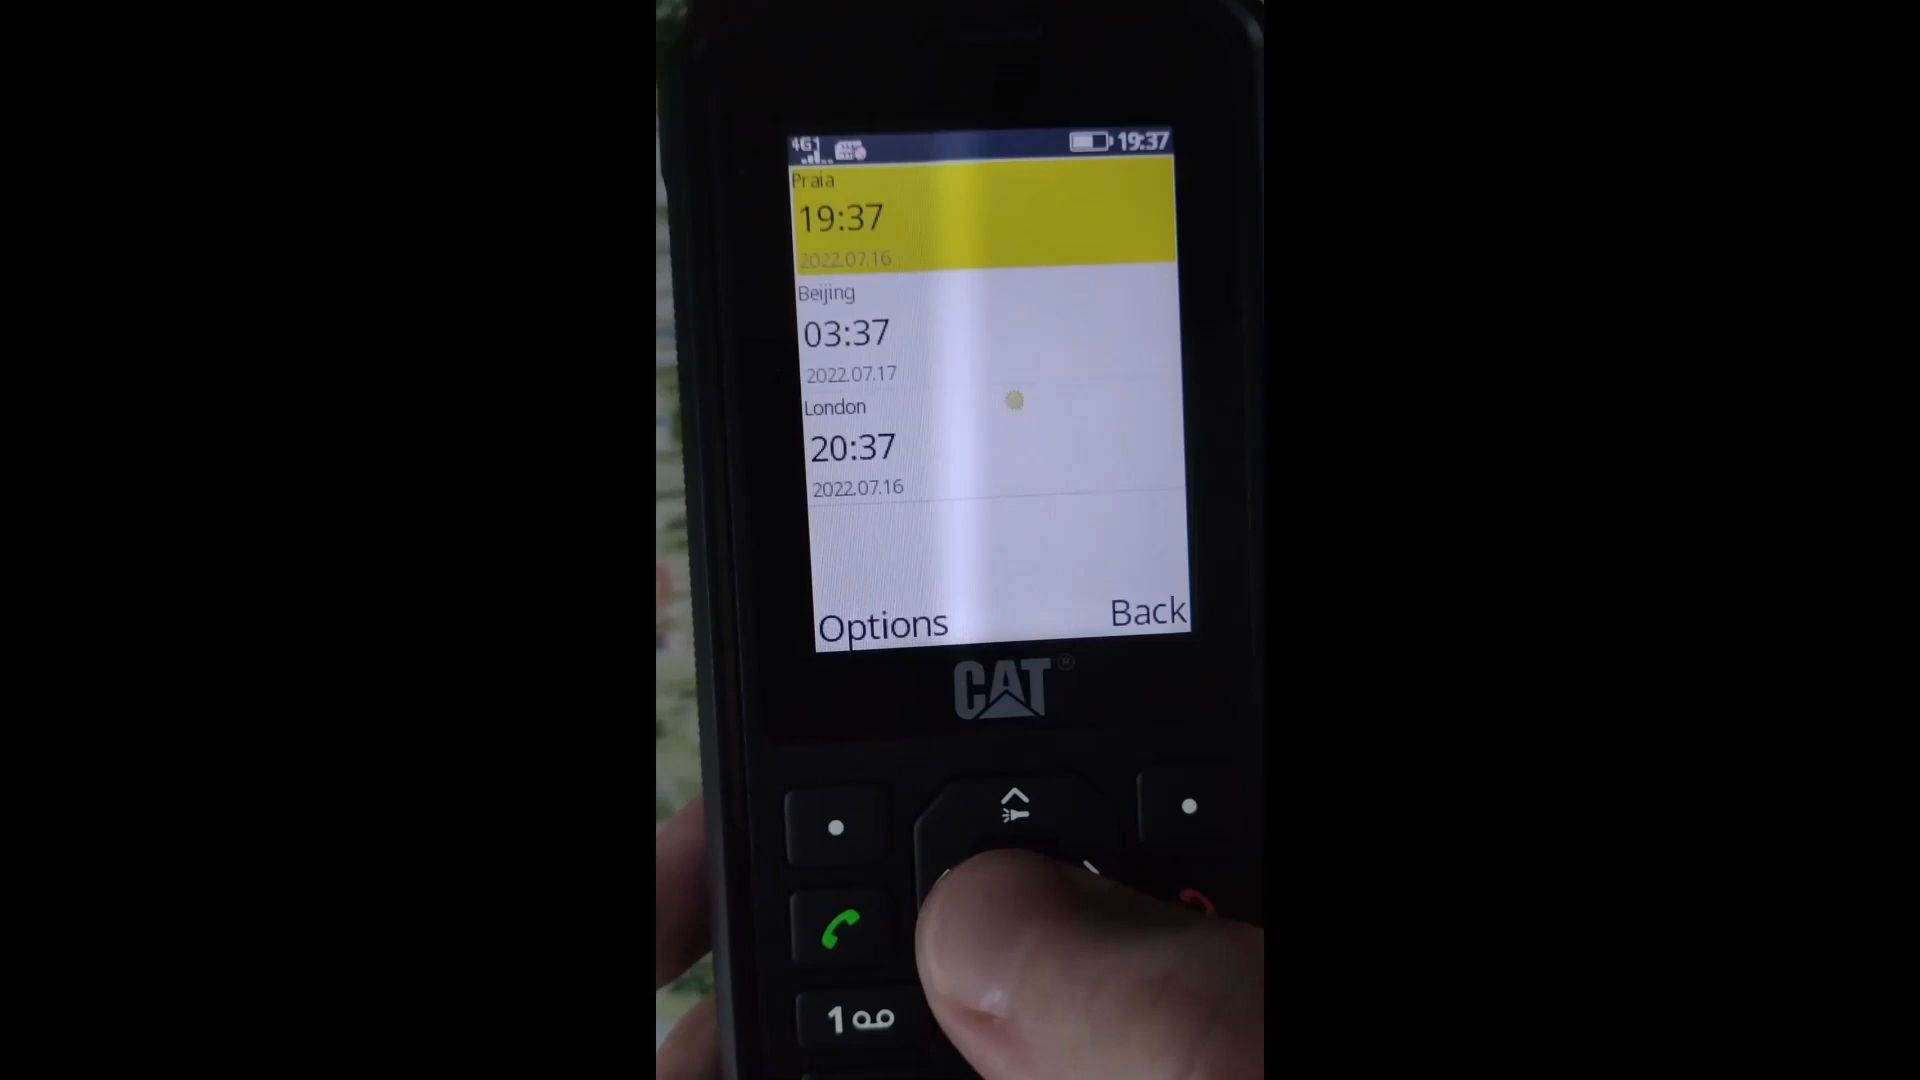 4G1 19:37
Praia
19:37
2022.07.16
Beijing
03:37
2022.07.17
London
20:37
2022.07.16
Options Back
CAT®
1